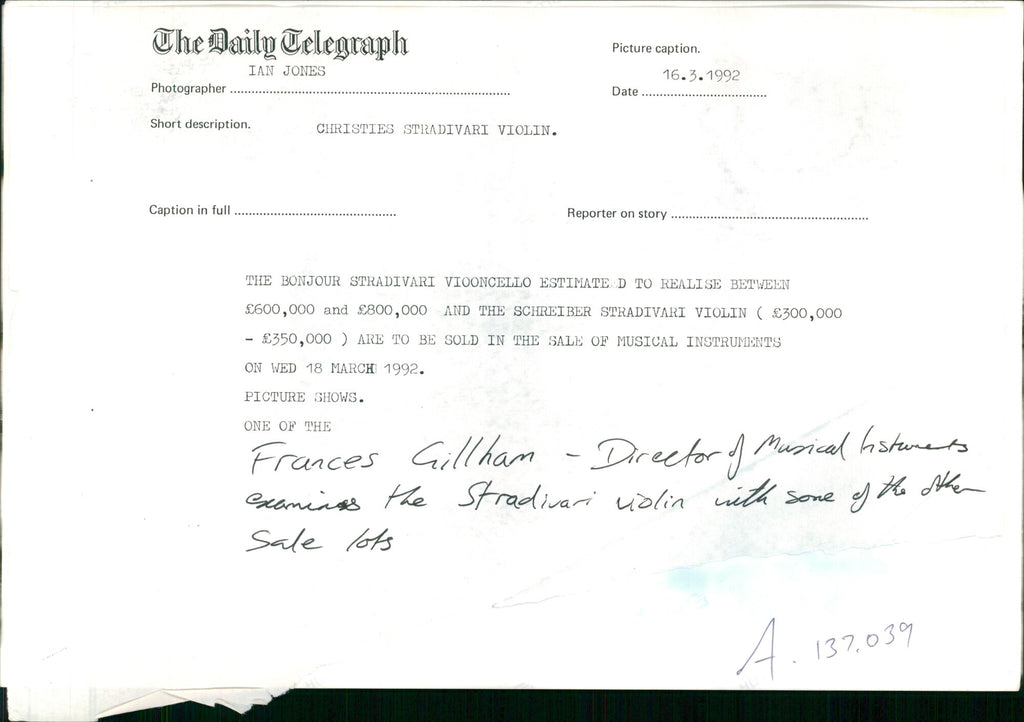 The Daily Telegraph
Picture caption.
IAN JONES
16.3.1992
Photographer
Date
Short description.
CHRISTIES STRADIVARI VIOLIN.
Caption in full
Reporter on story
THE BONJOUR STRADIVARI VIOONCELLO ESTIMATE D TO REALISE BETWEEN
£600,000 and £800,000 AND THE SCHREIBER STRADIVARI VIOLIN ( £300,000
- £350,000 ) ARE TO BE SOLD IN THE SALE OF MUSICAL INSTRUMENTS
ON WED 18 MARCH 1992.
PICTURE SHOWS.
ONE OF THE
Frances Gillham - Director of Musical Instruments
examines the Stradivari violin with some of the other
Sale lots
A. 137.039